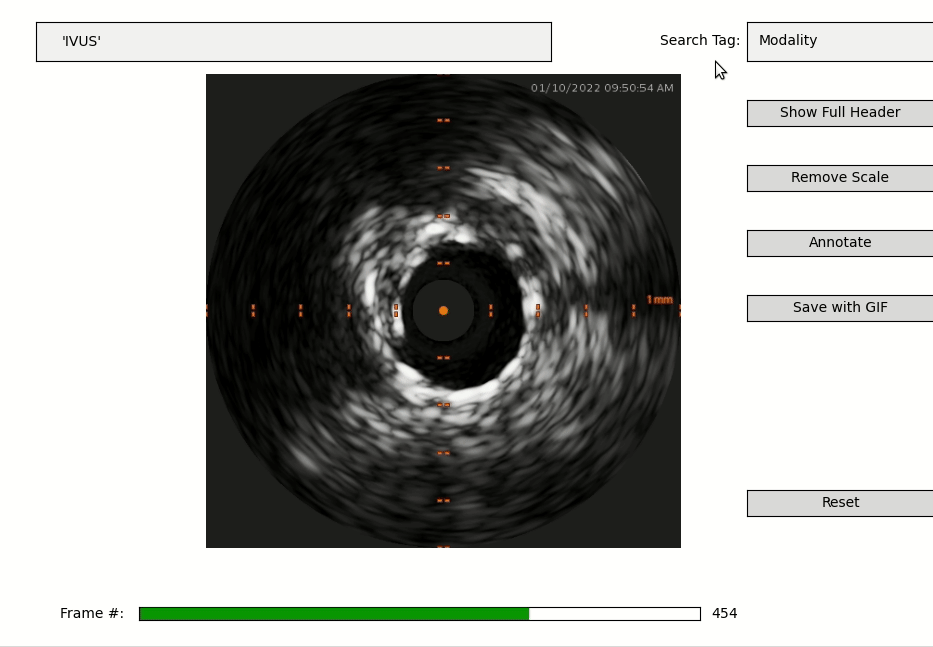 'IVUS'
Search Tag:
Modality
01/10/2022 09:50:54 AM
Show Full Header
Remove Scale
Annotate
1 mm
Save with GIF
Reset
Frame #:
454